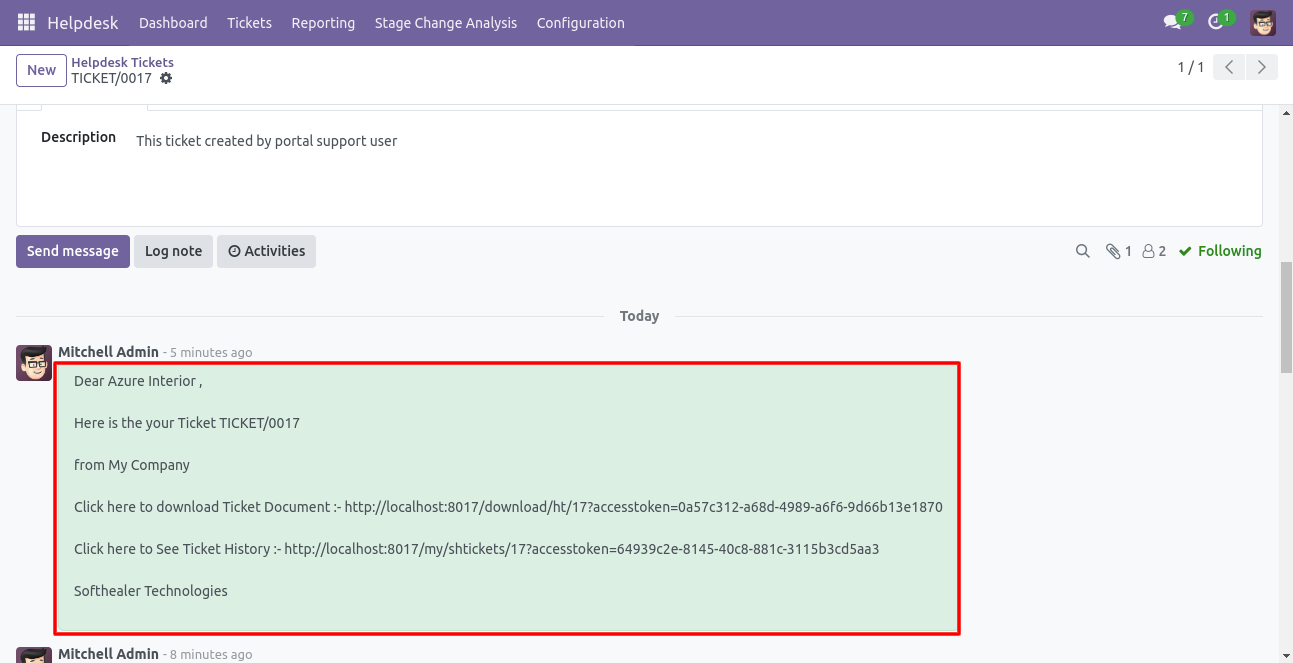 Helpdesk Dashboard Tickets Reporting Stage Change Analysis Configuration 7 1
New Helpdesk Tickets 1 / 1
TICKET/0017
Description This ticket created by portal support user
Send message Log note Activities 1 2 Following
Today
Mitchell Admin - 5 minutes ago
Dear Azure Interior ,
Here is the your Ticket TICKET/0017
from My Company
Click here to download Ticket Document :- http://localhost:8017/download/ht/17?accesstoken=0a57c312-a68d-4989-a6f6-9d66b13e1870
Click here to See Ticket History :- http://localhost:8017/my/shtickets/17?accesstoken=64939c2e-8145-40c8-881c-3115b3cd5aa3
Softhealer Technologies
Mitchell Admin - 8 minutes ago